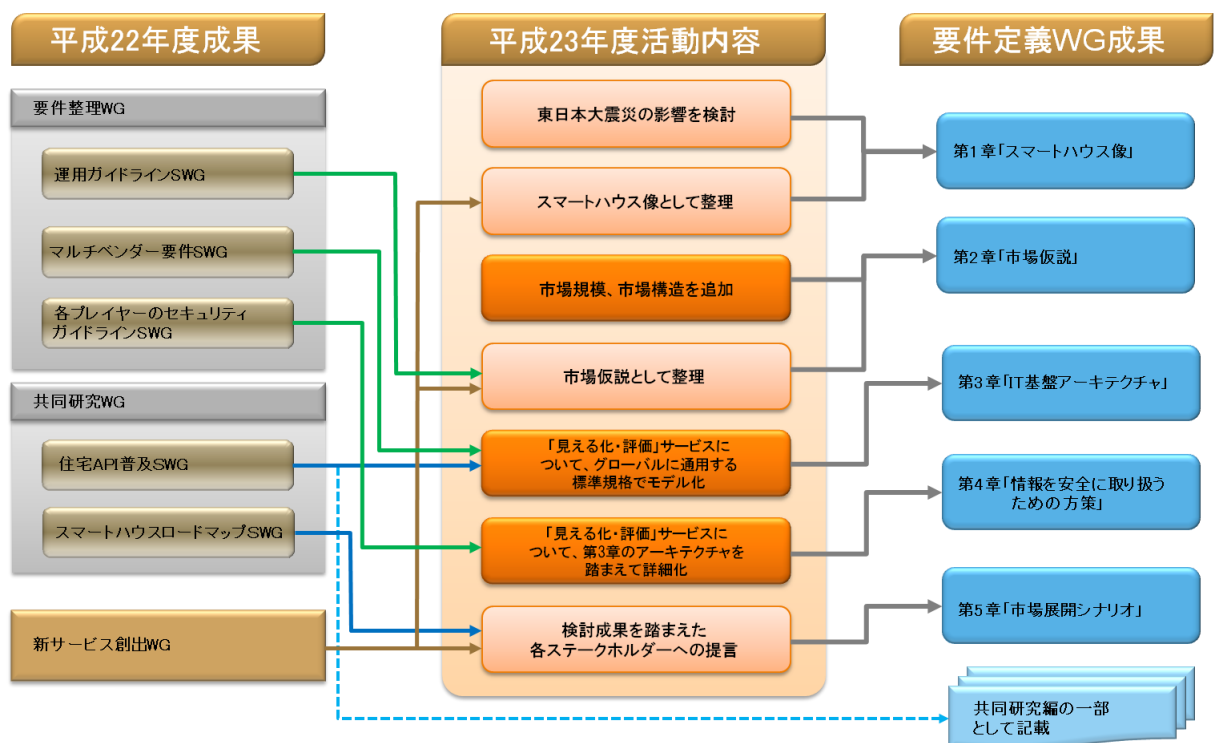 平成22年度成果
要件整理WG
運用ガイドラインSWG
マルチベンダー要件SWG
各プレイヤーのセキュリティ
ガイドラインSWG
共同研究WG
住宅API普及SWG
スマートハウスロードマップSWG
新サービス創出WG
平成23年度活動内容
東日本大震災の影響を検討
スマートハウス像として整理
市場規模、市場構造を追加
市場仮説として整理
「見える化・評価」サービスに
ついて、グローバルに通用する
標準規格でモデル化
「見える化・評価」サービスに
ついて、第3章のアーキテクチャを
踏まえて詳細化
検討成果を踏まえた
各ステークホルダーへの提言
要件定義WG成果
第1章「スマートハウス像」
第2章「市場仮説」
第3章「IT基盤アーキテクチャ」
第4章「情報を安全に取り扱う
ための方策」
第5章「市場展開シナリオ」
共同研究編の一部
として記載